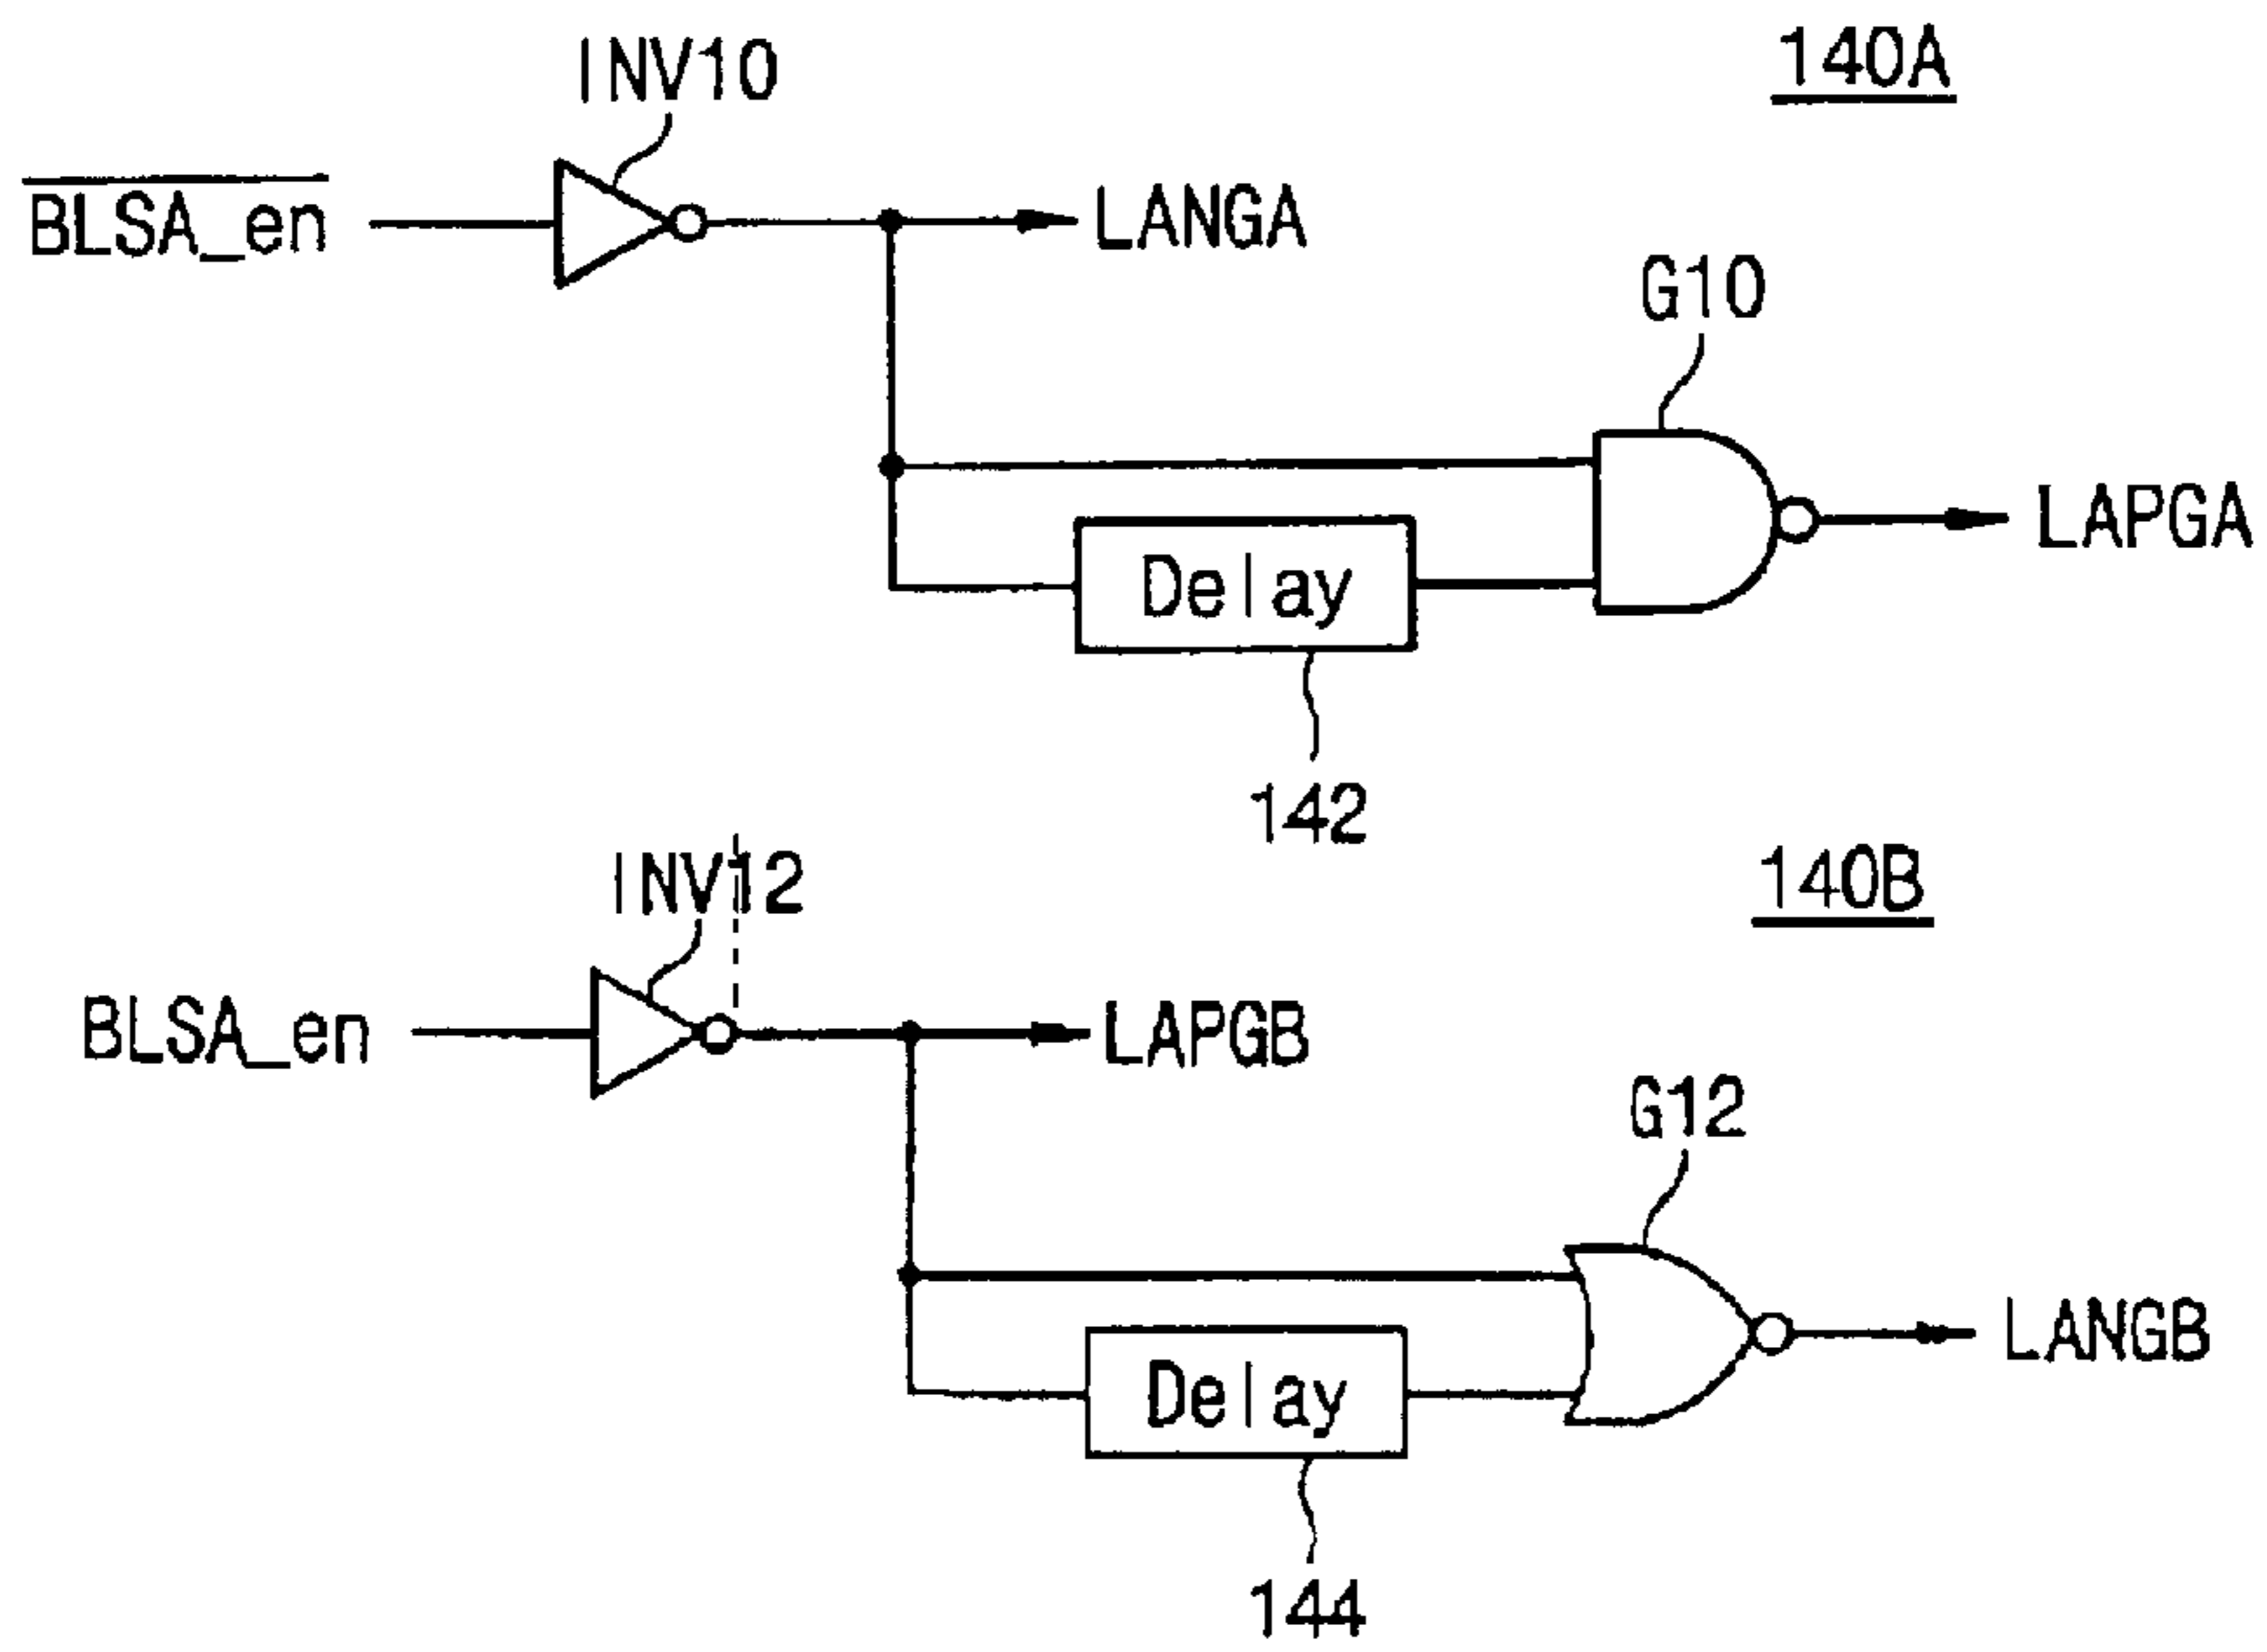 INV10
140A
BLSA_en
LANGA
G10
Delay
LAPGA
142
INV12
140B
BLSA_en
LAPGB
G12
Delay
LANGB
144